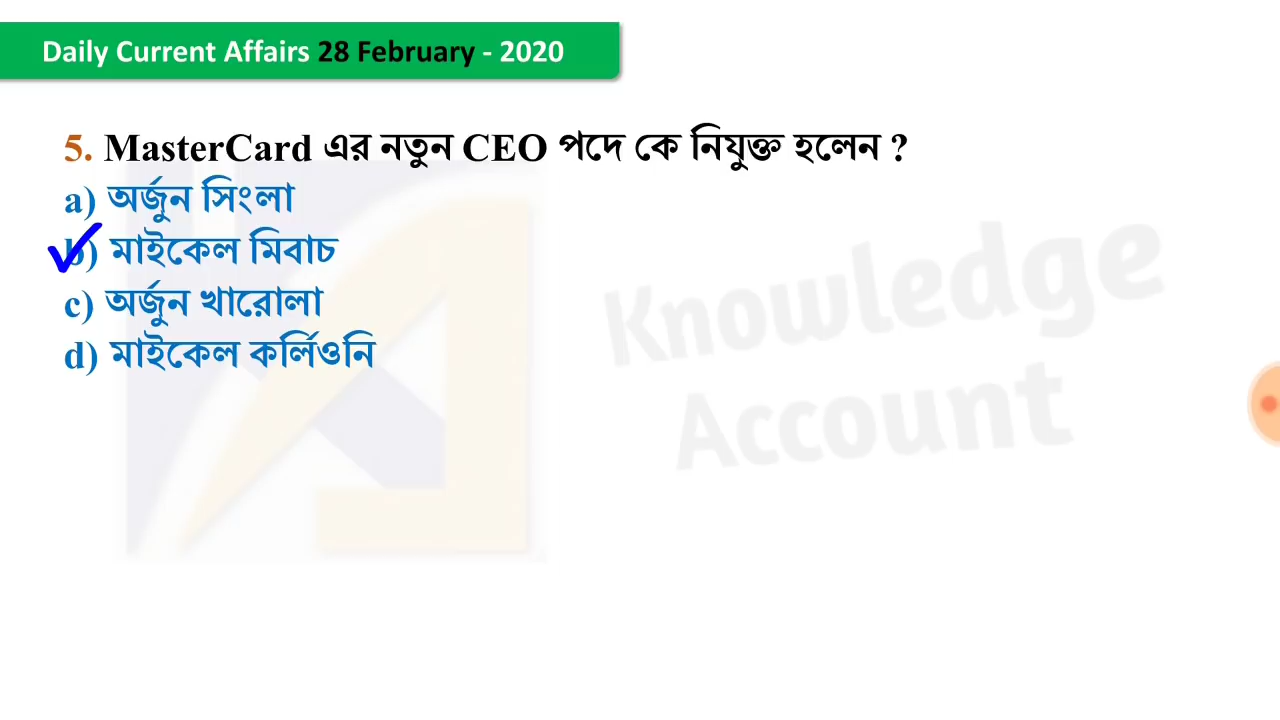 Daily Current Affairs 28 February - 2020
5. MasterCard এর নতুন CEO পদে কে নিযুক্ত হলেন ?
a) অর্জুন সিংলা
b) মাইকেল মিবাচ
c) অর্জুন খারোলা
d) মাইকেল কর্লিওনি
Knowledge
Account